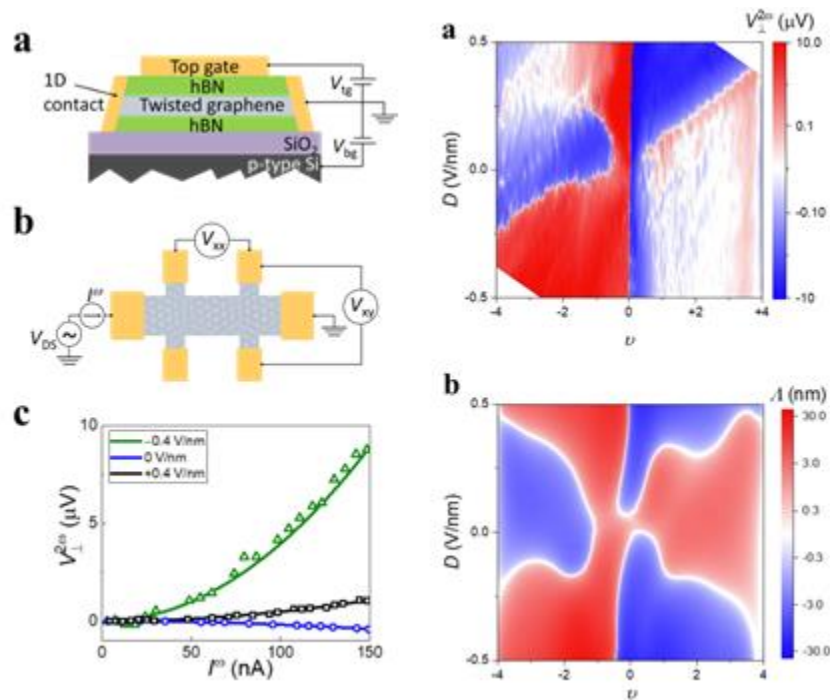 a
Top gate
1D
contact
hBN
Twisted graphene
hBN
SiO₂
p-type Si
Vtg
Vbg
b
Vxx
Vxy
Iω
VDS
c
−0.4 V/nm
0 V/nm
+0.4 V/nm
10
5
0
V⊥2ω (μV)
0 50 100 150
Iω (nA)
a
V⊥2ω (μV)
0.5
0.0
-0.5
D (V/nm)
-4 -2 0 +2 +4
υ
10.0
0.1
-0.10
-10
b
Λ (nm)
0.5
0.0
-0.5
D (V/nm)
-4 -2 0 2 4
υ
30.0
3.0
0.3
-0.3
-3.0
-30.0